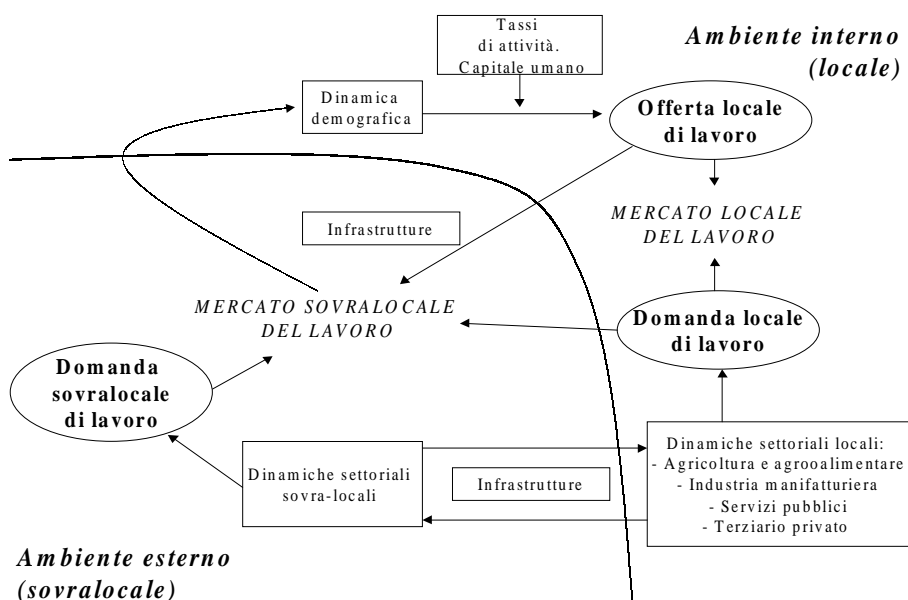 Tassi
di attività.
Capitale umano
Ambiente interno
(locale)
Dinamica
demografica
Offerta locale
di lavoro
MERCATO LOCALE
DEL LAVORO
Infrastrutture
MERCATO SOVRALOCALE
DEL LAVORO
Domanda locale
di lavoro
Domanda
sovralocale
di lavoro
Dinamiche settoriali
sovra-locali
Infrastrutture
Dinamiche settoriali locali:
- Agricoltura e agrooalimentare
- Industria manifatturiera
- Servizi pubblici
- Terziario privato
Ambiente esterno
(sovralocale)